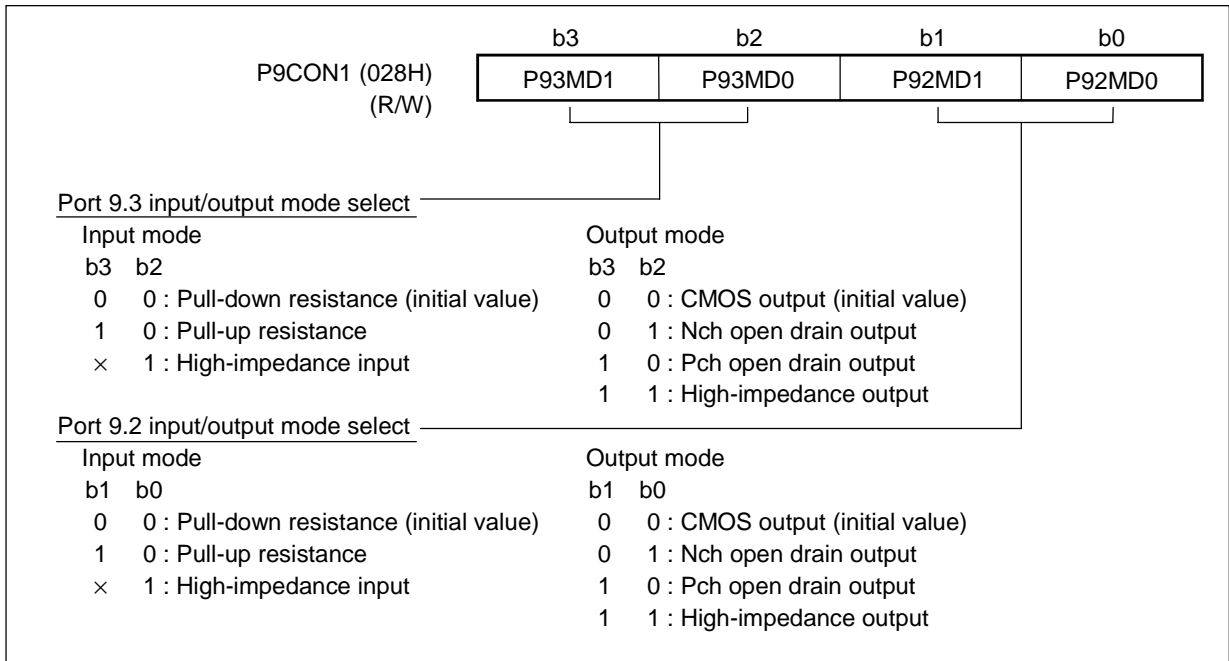 b3 b2 b1 b0
P9CON1 (028H) P93MD1 P93MD0 P92MD1 P92MD0
(R/W)
Port 9.3 input/output mode select
Input mode Output mode
b3 b2 b3 b2
0 0 : Pull-down resistance (initial value) 0 0 : CMOS output (initial value)
1 0 : Pull-up resistance 0 1 : Nch open drain output
× 1 : High-impedance input 1 0 : Pch open drain output
1 1 : High-impedance output
Port 9.2 input/output mode select
Input mode Output mode
b1 b0 b1 b0
0 0 : Pull-down resistance (initial value) 0 0 : CMOS output (initial value)
1 0 : Pull-up resistance 0 1 : Nch open drain output
× 1 : High-impedance input 1 0 : Pch open drain output
1 1 : High-impedance output